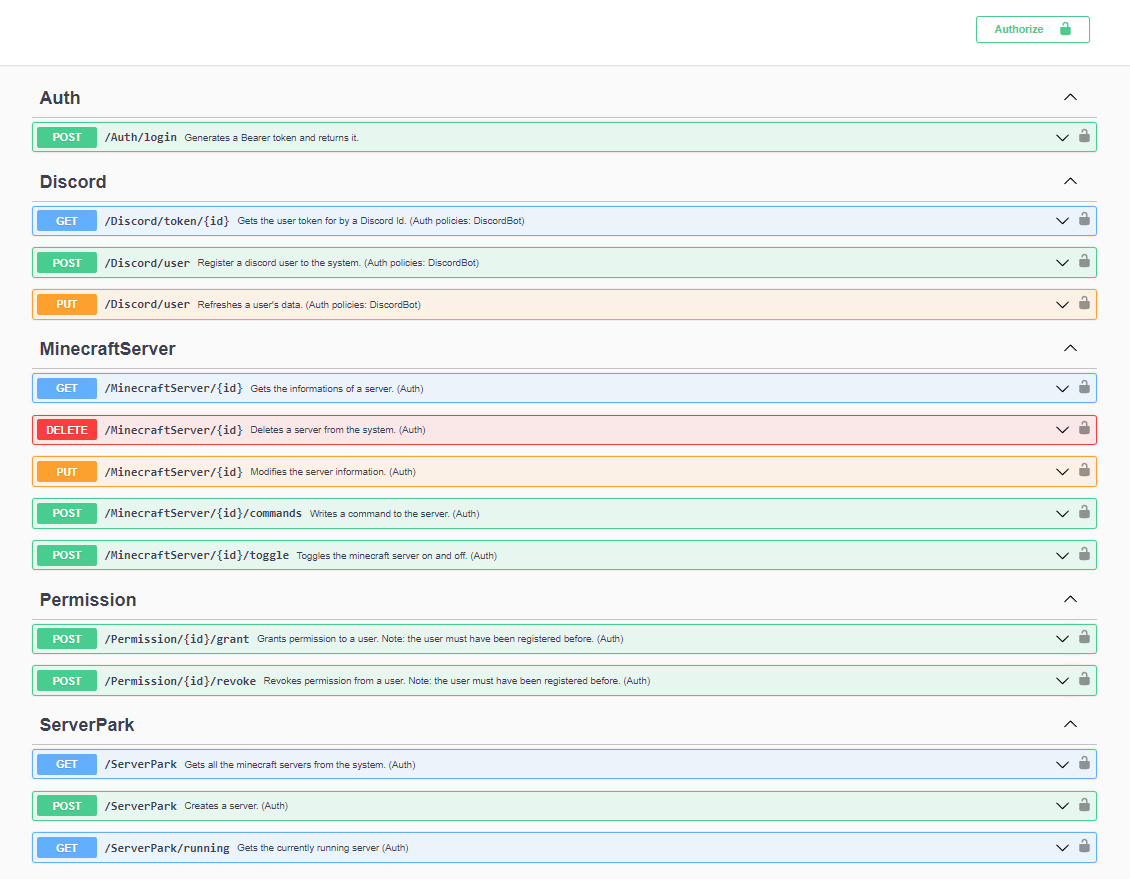 Authorize
Auth
POST /Auth/login Generates a Bearer token and returns it.
Discord
GET /Discord/token/{id} Gets the user token for by a Discord Id. (Auth policies: DiscordBot)
POST /Discord/user Register a discord user to the system. (Auth policies: DiscordBot)
PUT /Discord/user Refreshes a user's data. (Auth policies: DiscordBot)
MinecraftServer
GET /MinecraftServer/{id} Gets the informations of a server. (Auth)
DELETE /MinecraftServer/{id} Deletes a server from the system. (Auth)
PUT /MinecraftServer/{id} Modifies the server information. (Auth)
POST /MinecraftServer/{id}/commands Writes a command to the server. (Auth)
POST /MinecraftServer/{id}/toggle Toggles the minecraft server on and off. (Auth)
Permission
POST /Permission/{id}/grant Grants permission to a user. Note: the user must have been registered before. (Auth)
POST /Permission/{id}/revoke Revokes permission from a user. Note: the user must have been registered before. (Auth)
ServerPark
GET /ServerPark Gets all the minecraft servers from the system. (Auth)
POST /ServerPark Creates a server. (Auth)
GET /ServerPark/running Gets the currently running server (Auth)